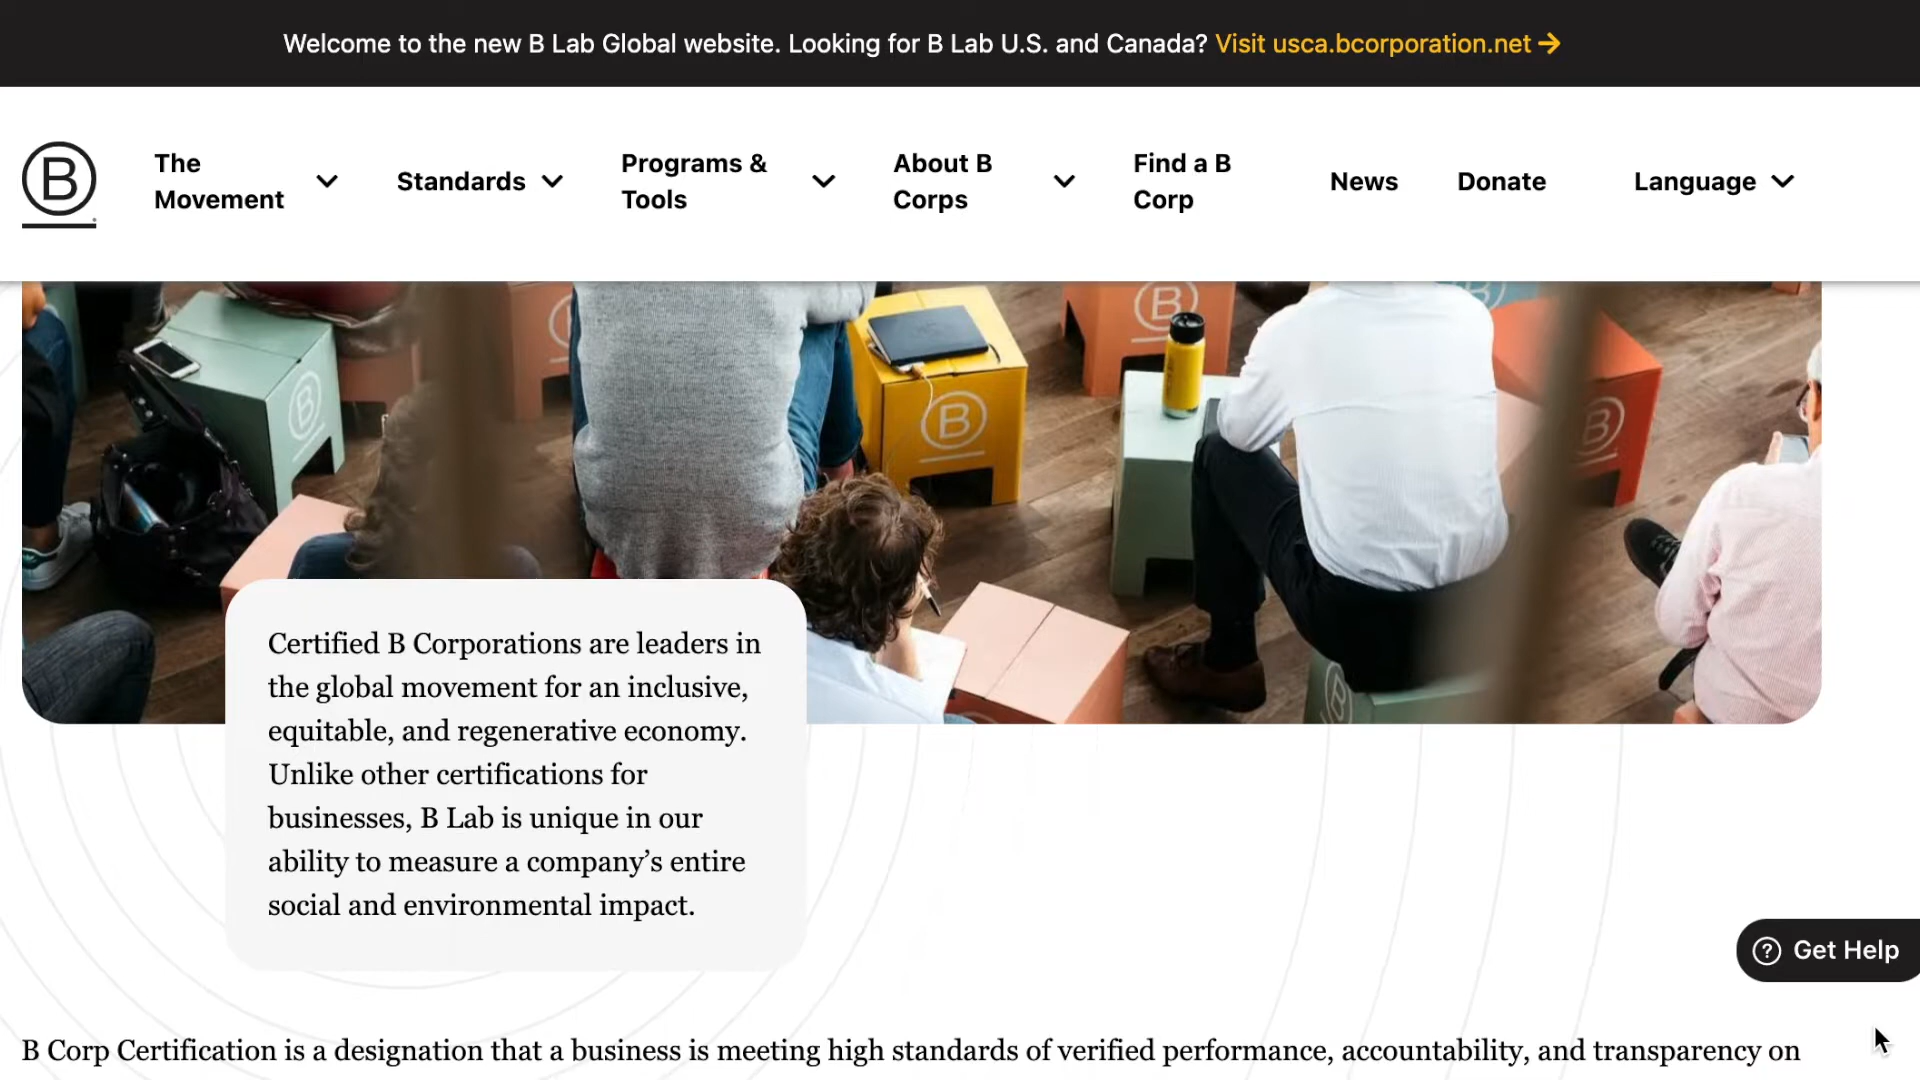 Welcome to the new B Lab Global website. Looking for B Lab U.S. and Canada? Visit usca.bcorporation.net →
B
The Movement
Standards
Programs & Tools
About B Corps
Find a B Corp
News
Donate
Language
B
B
B
B
B
Certified B Corporations are leaders in
the global movement for an inclusive,
equitable, and regenerative economy.
Unlike other certifications for
businesses, B Lab is unique in our
ability to measure a company’s entire
social and environmental impact.
? Get Help
B Corp Certification is a designation that a business is meeting high standards of verified performance, accountability, and transparency on